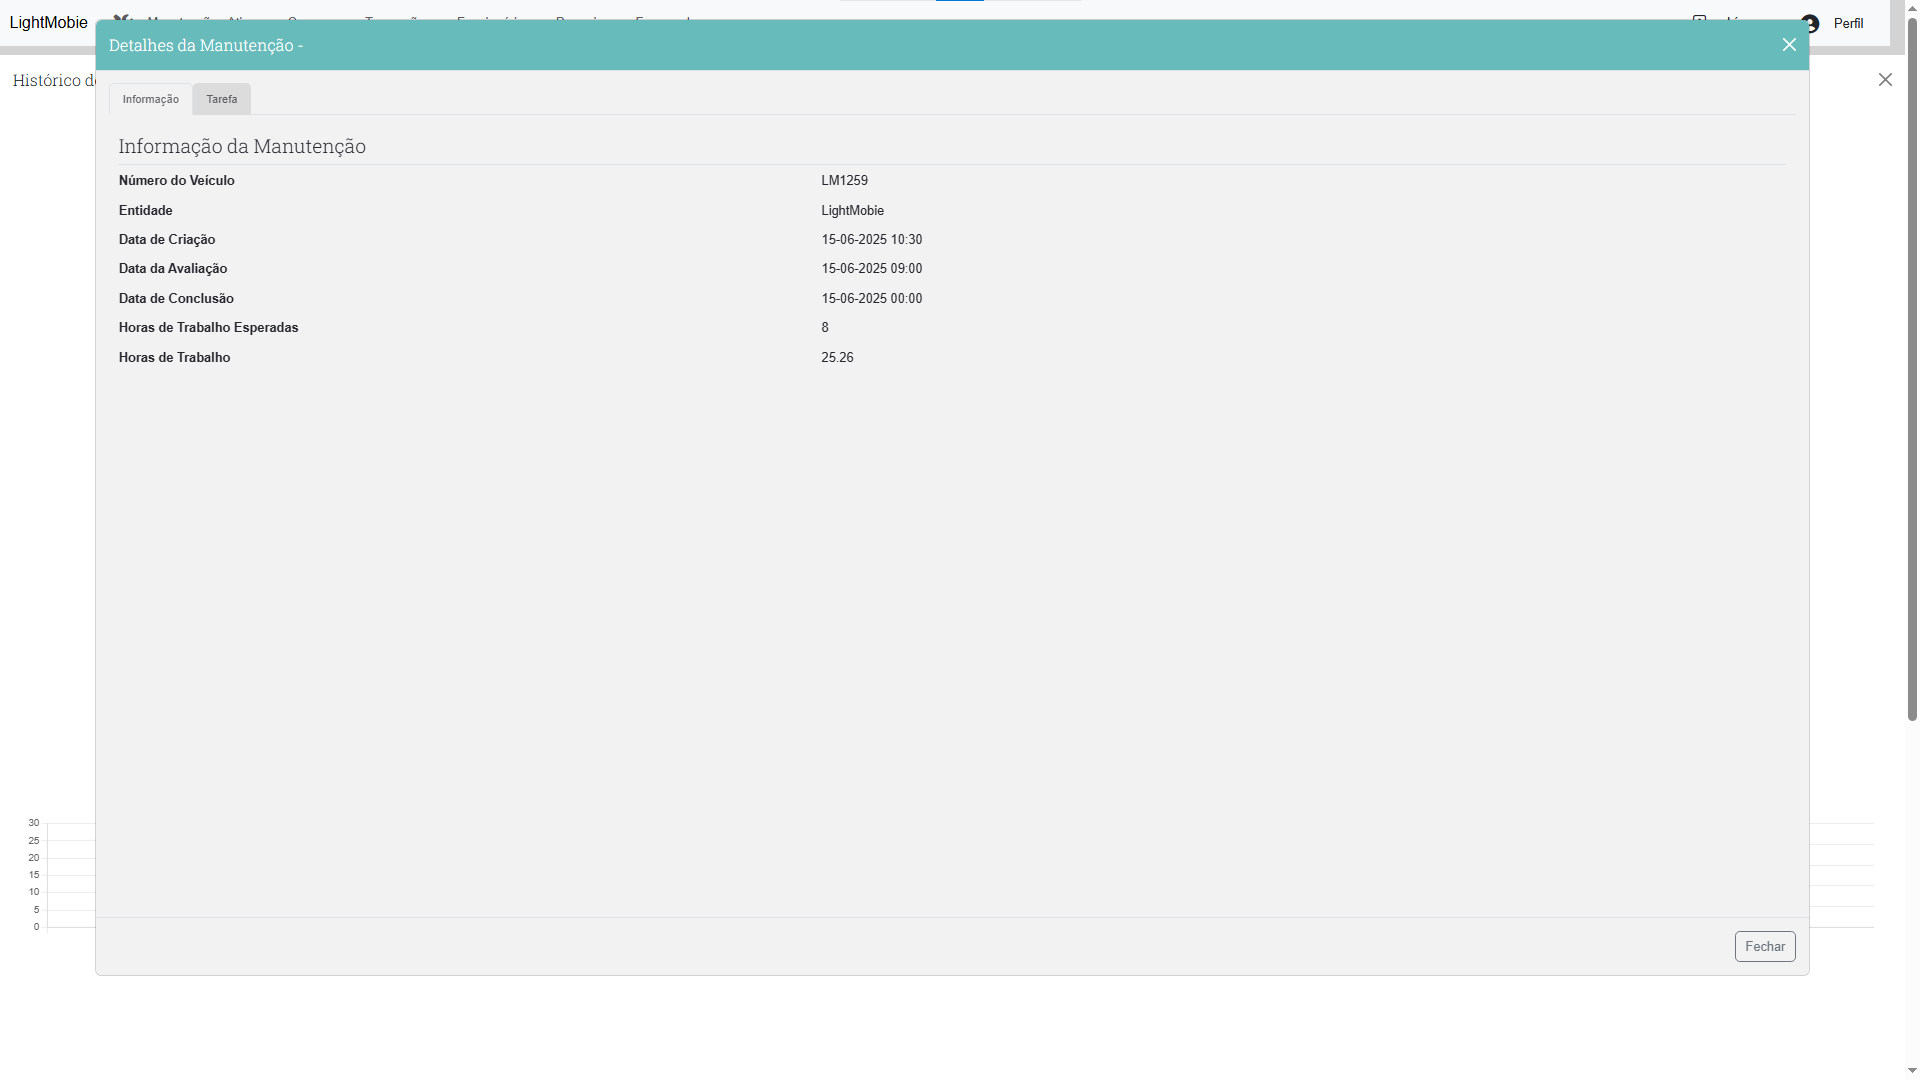 LightMobie
Perfil
Detalhes da Manutenção -
Histórico
Informação Tarefa
Informação da Manutenção
Número do Veículo LM1259
Entidade LightMobie
Data de Criação 15-06-2025 10:30
Data da Avaliação 15-06-2025 09:00
Data de Conclusão 15-06-2025 00:00
Horas de Trabalho Esperadas 8
Horas de Trabalho 25.26
30
25
20
15
10
5
0
Fechar